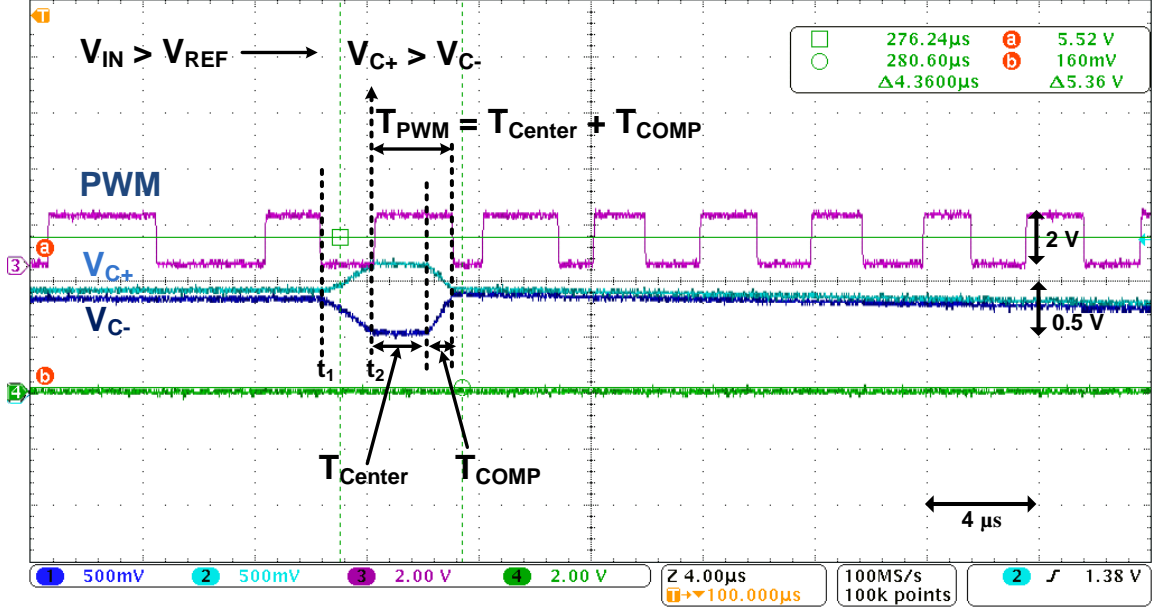 T
V_IN > V_REF
V_C+ > V_C-
276.24μs a 5.52 V
280.60μs b 160mV
Δ4.3600μs Δ5.36 V
T_PWM = T_Center + T_COMP
PWM
a
2 V
3
V_C+
V_C-
0.5 V
t_1 t_2
b
4
T_Center T_COMP
4 μs
1 500mV 2 500mV 3 2.00 V 4 2.00 V
Z 4.00μs
T→▼100.000μs
100MS/s
100k points
2 ∫ 1.38 V